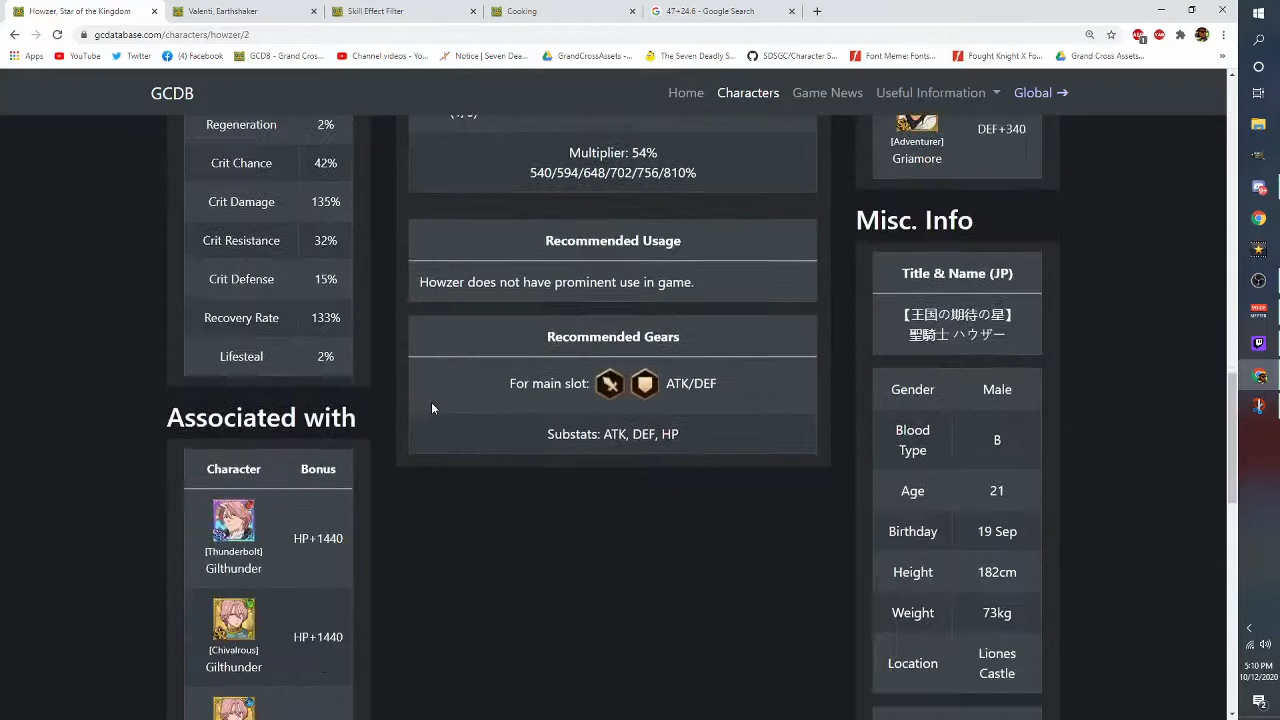 Howzer, Star of the Kingdom
Valenti, Earthshaker
Skill Effect Filter
Cooking
47+24.6 - Google Search
gcdatabase.com/characters/howzer/2
Apps
YouTube
Twitter
(4) Facebook
GCDB - Grand Cros...
Channel videos - Yo...
Notice | Seven Dea...
GrandCrossAssets -...
The Seven Deadly S...
SDSGC/Character S...
Font Meme: Fonts...
Fought Knight X Fo...
Grand Cross Assets...
GCDB
Home
Characters
Game News
Useful Information
Global →
Regeneration 2%
Crit Chance 42%
Crit Damage 135%
Crit Resistance 32%
Crit Defense 15%
Recovery Rate 133%
Lifesteal 2%
Associated with
Character Bonus
[Thunderbolt]
Gilthunder
HP+1440
[Chivalrous]
Gilthunder
HP+1440
Multiplier: 54%
540/594/648/702/756/810%
Recommended Usage
Howzer does not have prominent use in game.
Recommended Gears
For main slot: ATK/DEF
Substats: ATK, DEF, HP
[Adventurer]
Griamore
DEF+340
Misc. Info
Title & Name (JP)
【王国の期待の星】
聖騎士 ハウザー
Gender Male
Blood
Type
B
Age 21
Birthday 19 Sep
Height 182cm
Weight 73kg
Location
Liones
Castle
5:10 PM
10/12/2020